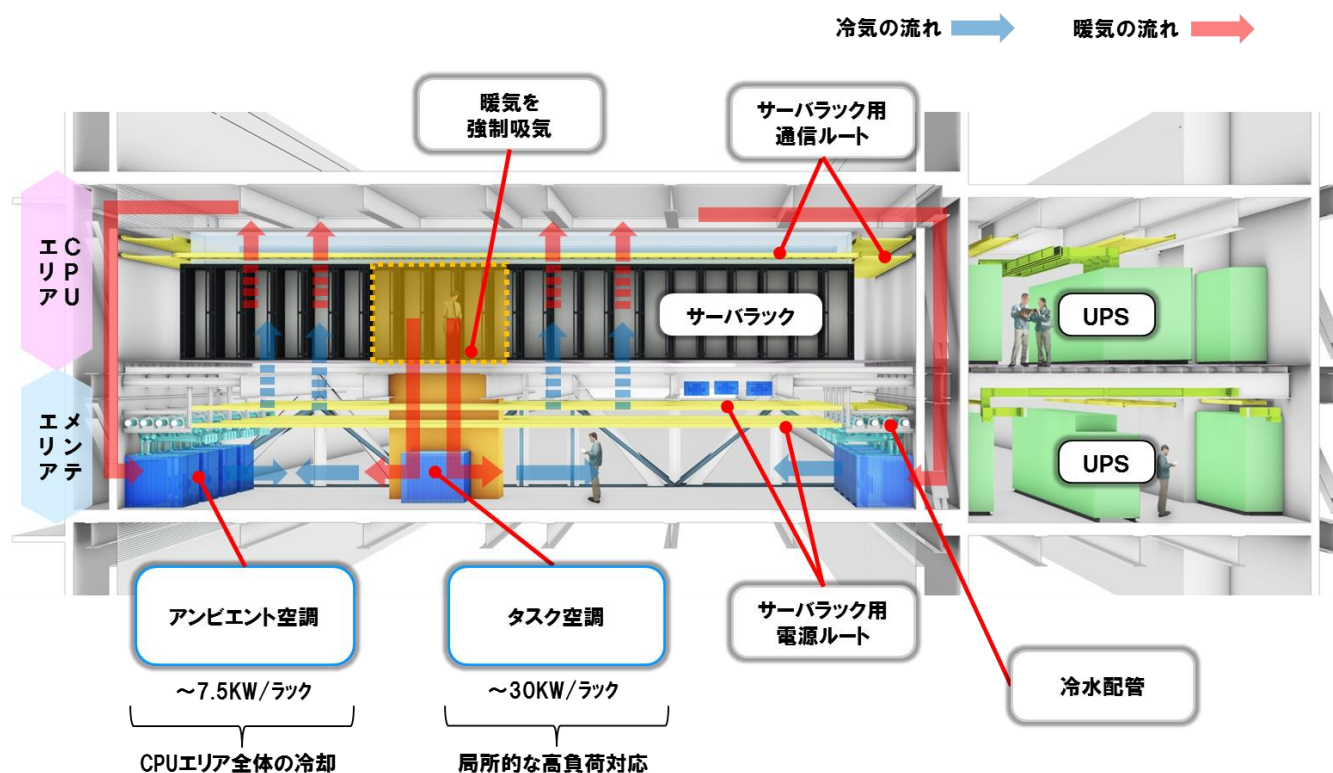 冷気の流れ
暖気の流れ
暖気を
強制吸気
サーバラック用
通信ルート
CPU
エリア
サーバラック
UPS
メンテ
エリア
UPS
アンビエント空調
タスク空調
サーバラック用
電源ルート
冷水配管
～7.5KW/ラック
～30KW/ラック
CPUエリア全体の冷却
局所的な高負荷対応